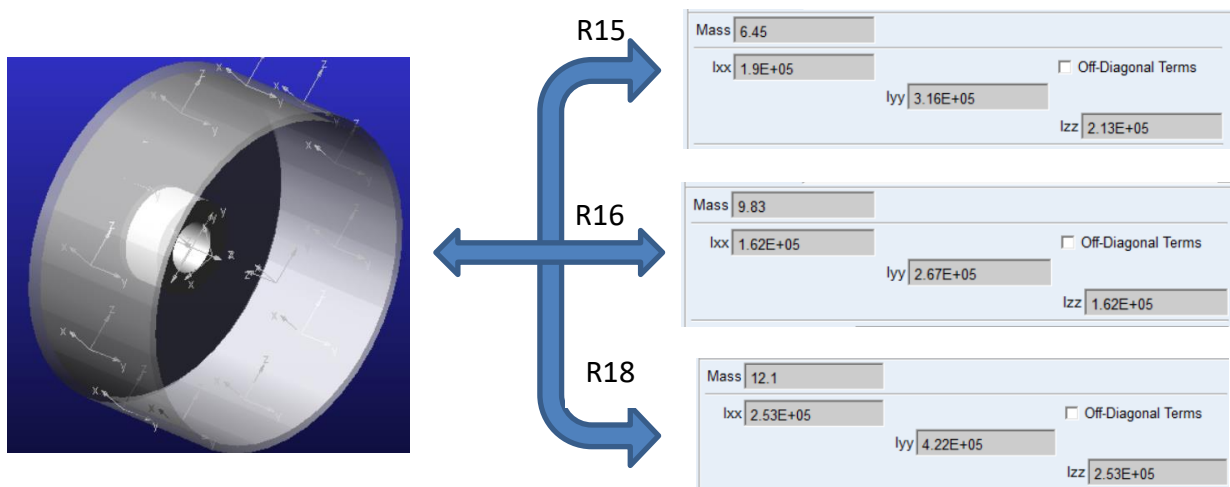 R15
Mass 6.45
Ixx 1.9E+05
Off-Diagonal Terms
Iyy 3.16E+05
Izz 2.13E+05
R16
Mass 9.83
Ixx 1.62E+05
Off-Diagonal Terms
Iyy 2.67E+05
Izz 1.62E+05
R18
Mass 12.1
Ixx 2.53E+05
Off-Diagonal Terms
Iyy 4.22E+05
Izz 2.53E+05